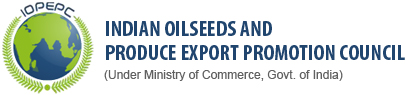 IOPEPC
INDIAN OILSEEDS AND
PRODUCE EXPORT PROMOTION COUNCIL
(Under Ministry of Commerce, Govt. of India)